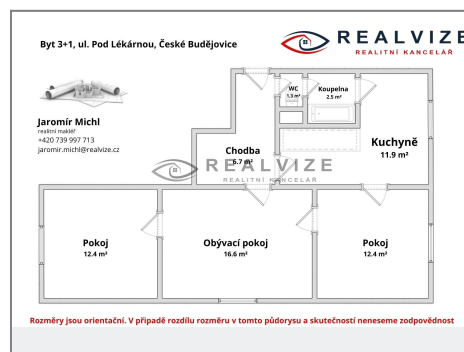 Byt 3+1, ul. Pod Lékárnou, České Budějovice
REALVIZE
REALITNÍ KANCELÁŘ
Jaromír Michl
realitní makléř
+420 739 997 713
jaromir.michl@realvize.cz
WC
1.3 m²
Koupelna
2.5 m²
Chodba
6.7 m²
Kuchyně
11.9 m²
REALVIZE
REALITNÍ KANCELÁŘ
Pokoj
12.4 m²
Obývací pokoj
16.6 m²
Pokoj
12.4 m²
Rozměry jsou orientační. V případě rozdílu rozměru v tomto půdorysu a skutečností neneseme zodpovědnost